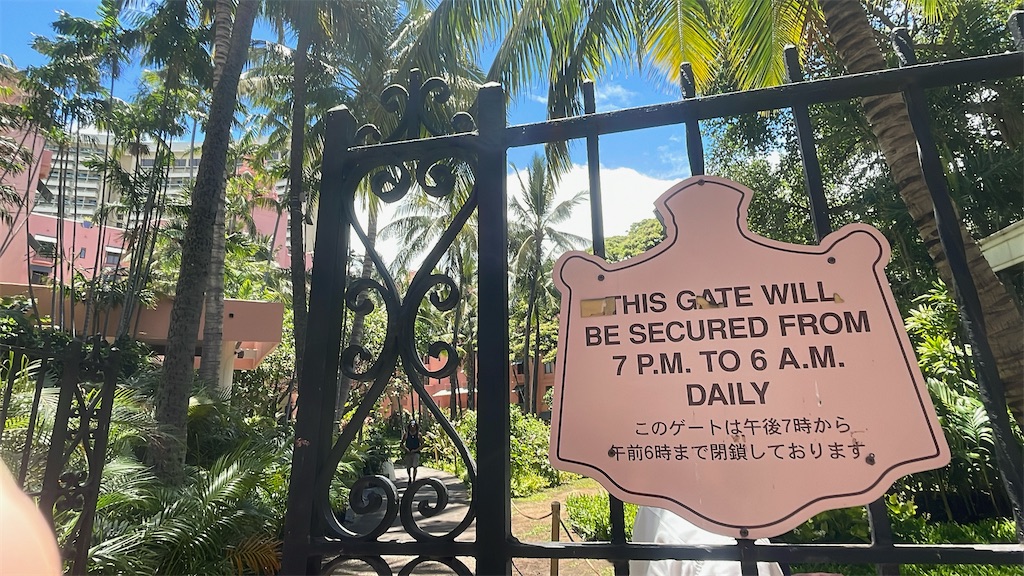 THIS GATE WILL
BE SECURED FROM
7 P.M. TO 6 A.M.
DAILY
このゲートは午後7時から
午前6時まで閉鎖しております。